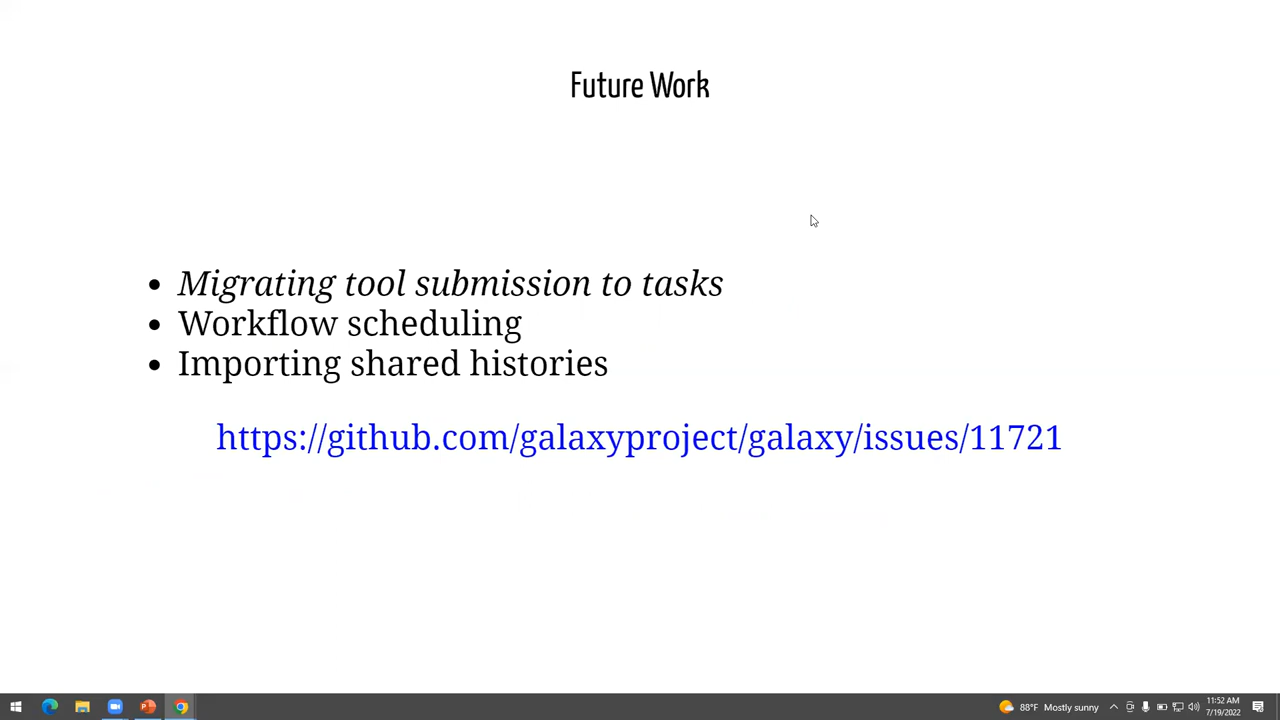 Future Work
• Migrating tool submission to tasks
• Workflow scheduling
• Importing shared histories
https://github.com/galaxyproject/galaxy/issues/11721
88°F Mostly sunny
11:52 AM
7/19/2022